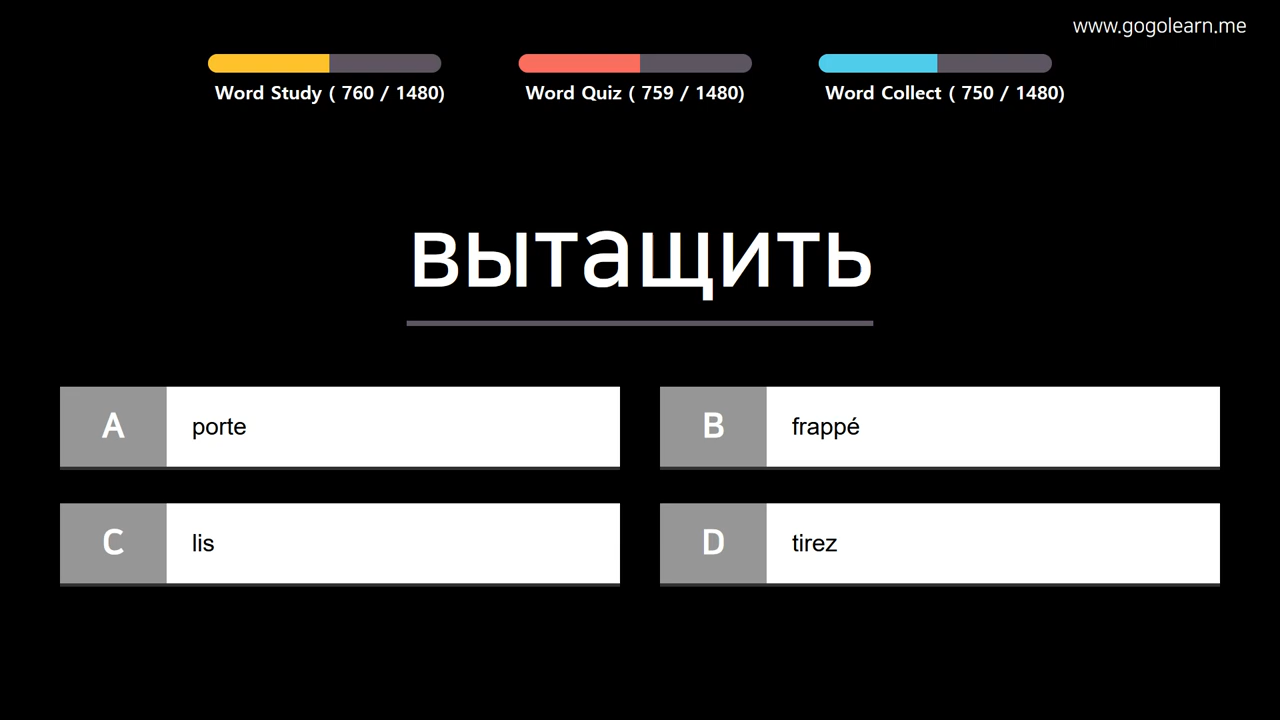 www.gogolearn.me
Word Study ( 760 / 1480)
Word Quiz ( 759 / 1480)
Word Collect ( 750 / 1480)
вытащить
A porte
B frappé
C lis
D tirez